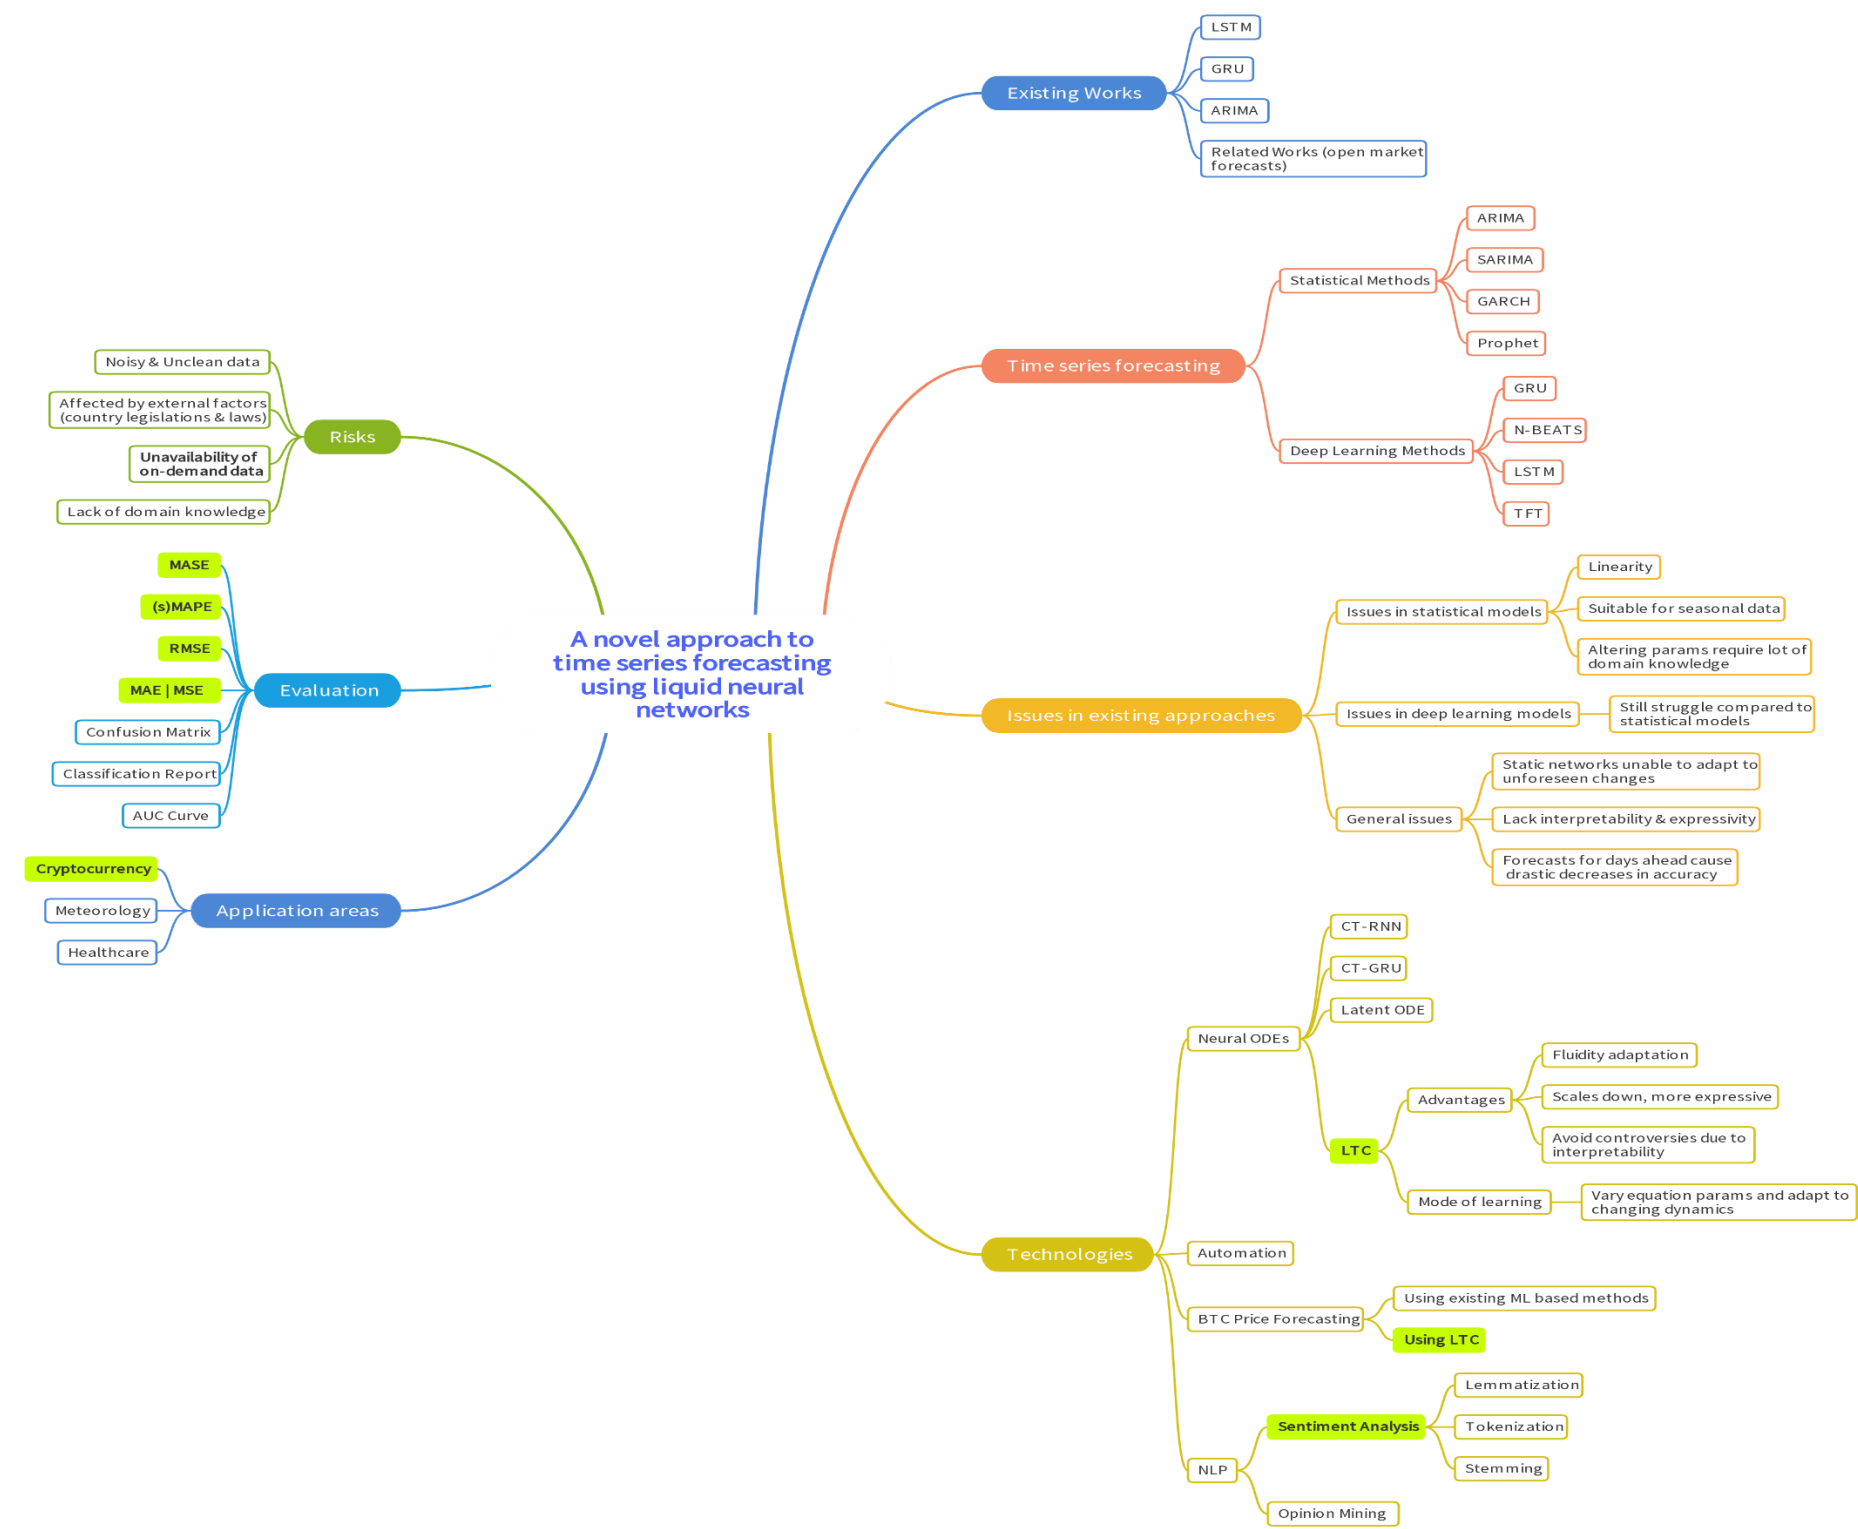 A novel approach to
time series forecasting
using liquid neural
networks
Existing Works
LSTM
GRU
ARIMA
Related Works (open market
forecasts)
Time series forecasting
Statistical Methods
ARIMA
SARIMA
GARCH
Prophet
Deep Learning Methods
GRU
N-BEATS
LSTM
TFT
Issues in existing approaches
Issues in statistical models
Linearity
Suitable for seasonal data
Altering params require lot of
domain knowledge
Issues in deep learning models
Still struggle compared to
statistical models
General issues
Static networks unable to adapt to
unforeseen changes
Lack interpretability & expressivity
Forecasts for days ahead cause
drastic decreases in accuracy
Technologies
Neural ODEs
CT-RNN
CT-GRU
Latent ODE
LTC
Advantages
Fluidity adaptation
Scales down, more expressive
Avoid controversies due to
interpretability
Mode of learning
Vary equation params and adapt to
changing dynamics
Automation
BTC Price Forecasting
Using existing ML based methods
Using LTC
NLP
Sentiment Analysis
Lemmatization
Tokenization
Stemming
Opinion Mining
Risks
Noisy & Unclean data
Affected by external factors
(country legislations & laws)
Unavailability of
on-demand data
Lack of domain knowledge
Evaluation
MASE
(s)MAPE
RMSE
MAE | MSE
Confusion Matrix
Classification Report
AUC Curve
Application areas
Cryptocurrency
Meteorology
Healthcare